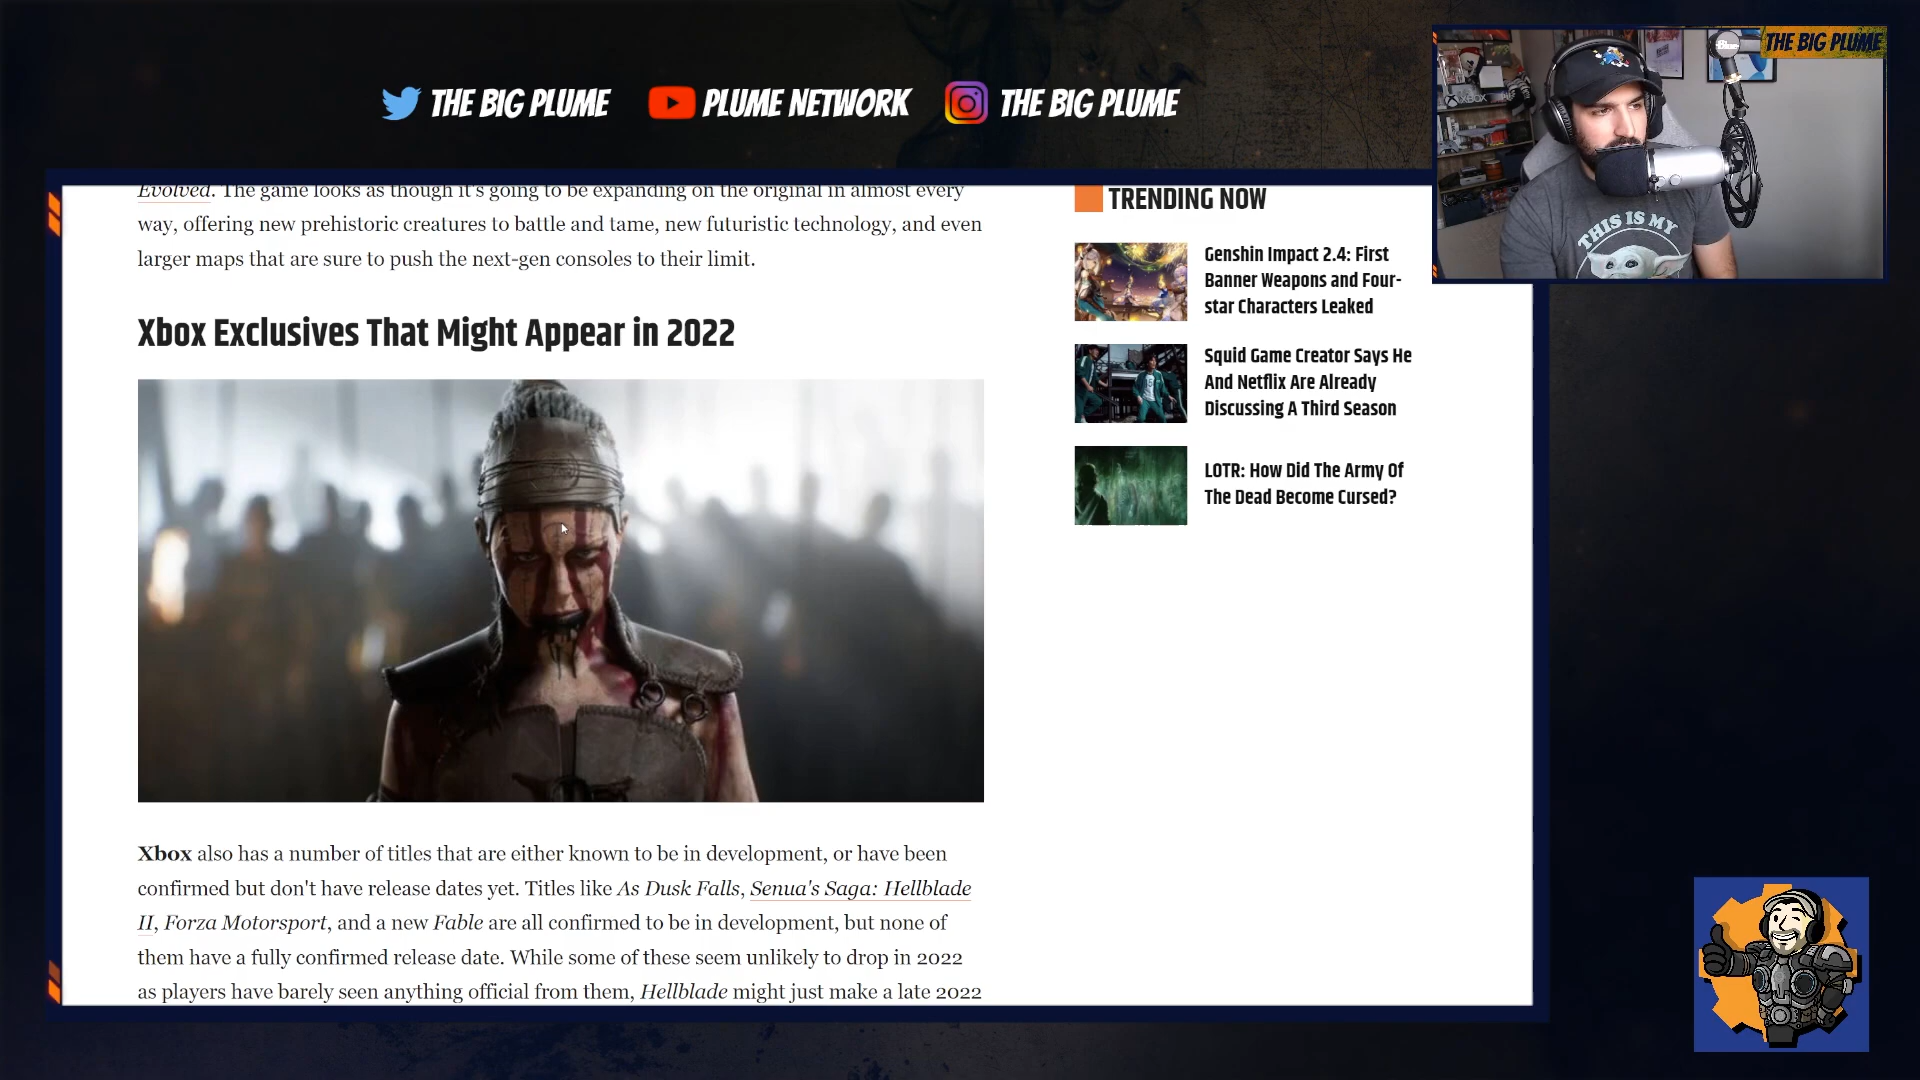 THE BIG PLUME
THE BIG PLUME
PLUME NETWORK
THE BIG PLUME
XBOX
THIS IS MY
Evolved. The game looks as though it's going to be expanding on the original in almost every
way, offering new prehistoric creatures to battle and tame, new futuristic technology, and even
larger maps that are sure to push the next-gen consoles to their limit.
Xbox Exclusives That Might Appear in 2022
Xbox also has a number of titles that are either known to be in development, or have been
confirmed but don't have release dates yet. Titles like As Dusk Falls, Senua's Saga: Hellblade
II, Forza Motorsport, and a new Fable are all confirmed to be in development, but none of
them have a fully confirmed release date. While some of these seem unlikely to drop in 2022
as players have barely seen anything official from them, Hellblade might just make a late 2022
TRENDING NOW
Genshin Impact 2.4: First
Banner Weapons and Four-
star Characters Leaked
Squid Game Creator Says He
And Netflix Are Already
Discussing A Third Season
LOTR: How Did The Army Of
The Dead Become Cursed?